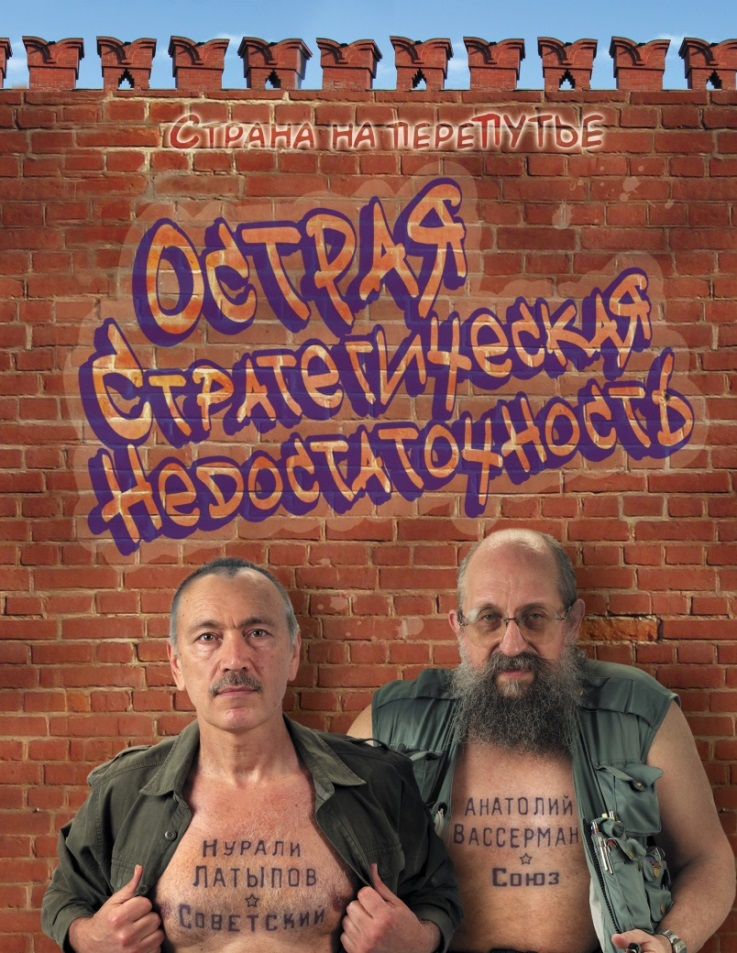 Страна на переПУТЬЕ
Острая
Стратегическая
Недостаточность
Нурали
Латыпов
☆
Советский
Анатолий
Вассерман
☆
Союз